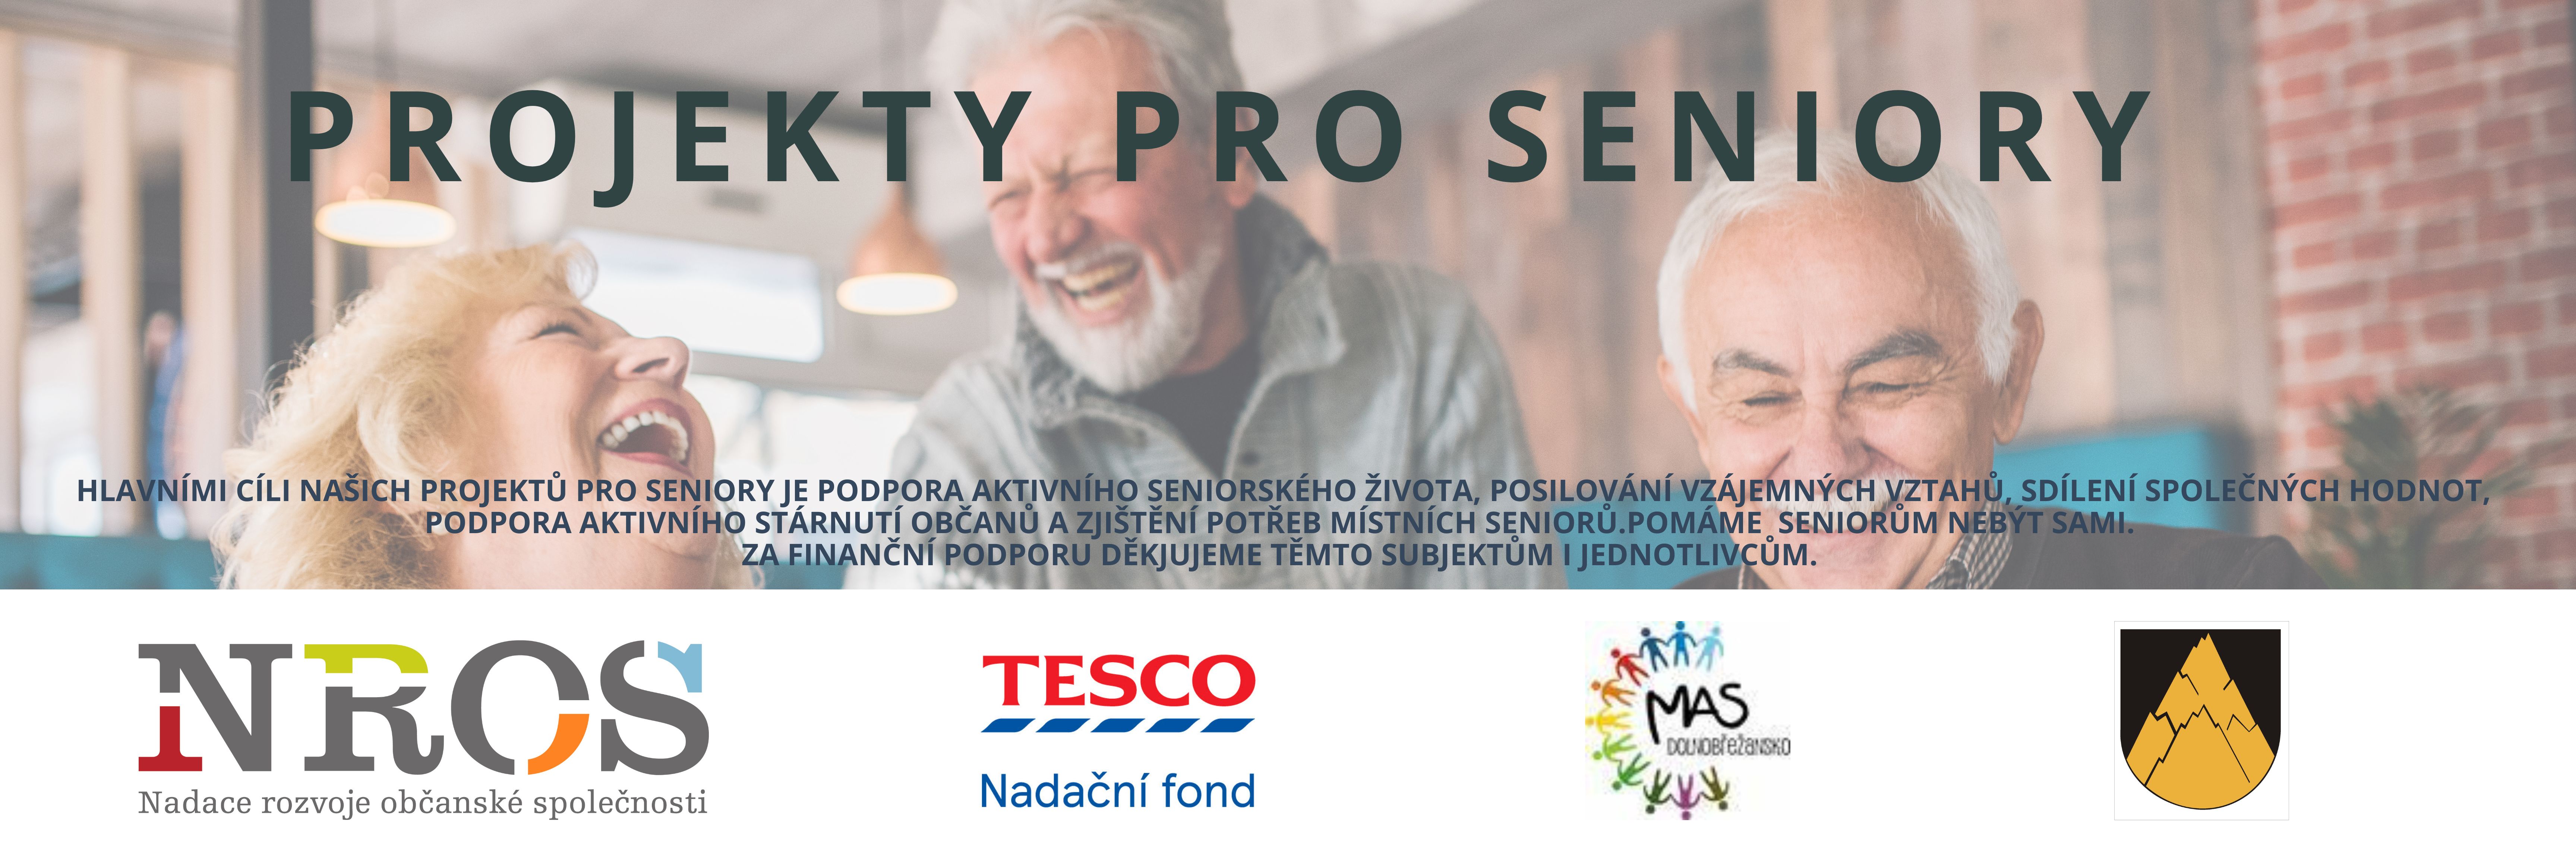 PROJEKTY PRO SENIORY
HLAVNÍMI CÍLI NAŠICH PROJEKTŮ PRO SENIORY JE PODPORA AKTIVNÍHO SENIORSKÉHO ŽIVOTA, POSILOVÁNÍ VZÁJEMNÝCH VZTAHŮ, SDÍLENÍ SPOLEČNÝCH HODNOT,
PODPORA AKTIVNÍHO STÁRNUTÍ OBČANŮ A ZJIŠTĚNÍ POTŘEB MÍSTNÍCH SENIORŮ.POMÁME  SENIORŮM NEBÝT SAMI.
ZA FINANČNÍ PODPORU DĚKJUJEME TĚMTO SUBJEKTŮM I JEDNOTLIVCŮM.
NROS
Nadace rozvoje občanské společnosti
TESCO
Nadační fond
MAS
DOLNOBŘEŽANSKO